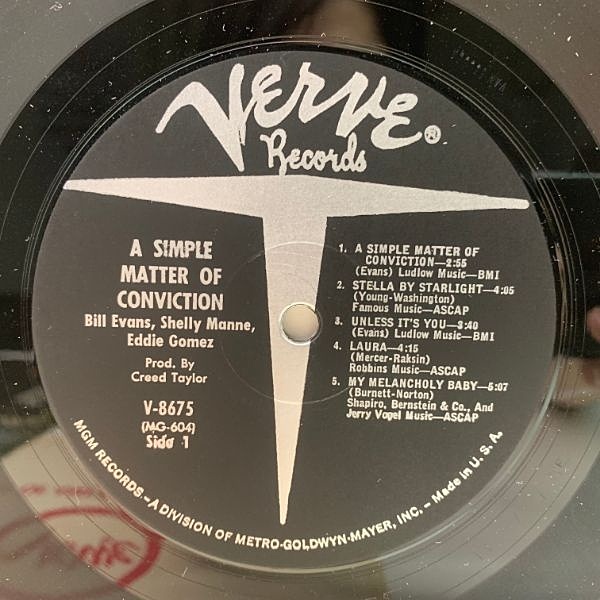 Verve®
Records
A SIMPLE
MATTER OF
CONVICTION
Bill Evans, Shelly Manne,
Eddie Gomez
Prod. By
Creed Taylor
V-8675
(MG-604)
Side 1
1. A SIMPLE MATTER OF
CONVICTION—2:55
(Evans) Ludlow Music—BMI
2. STELLA BY STARLIGHT—4:05
(Young-Washington)
Famous Music—ASCAP
3. UNLESS IT'S YOU—3:40
(Evans) Ludlow Music—BMI
4. LAURA—4:15
(Mercer-Raksin)
Robbins Music—ASCAP
5. MY MELANCHOLY BABY—5:07
(Burnett-Norton)
Shapiro, Bernstein & Co., And
Jerry Vogel Music—ASCAP
MGM RECORDS—A DIVISION OF METRO-GOLDWYN-MAYER, INC. — Made in U. S. A.